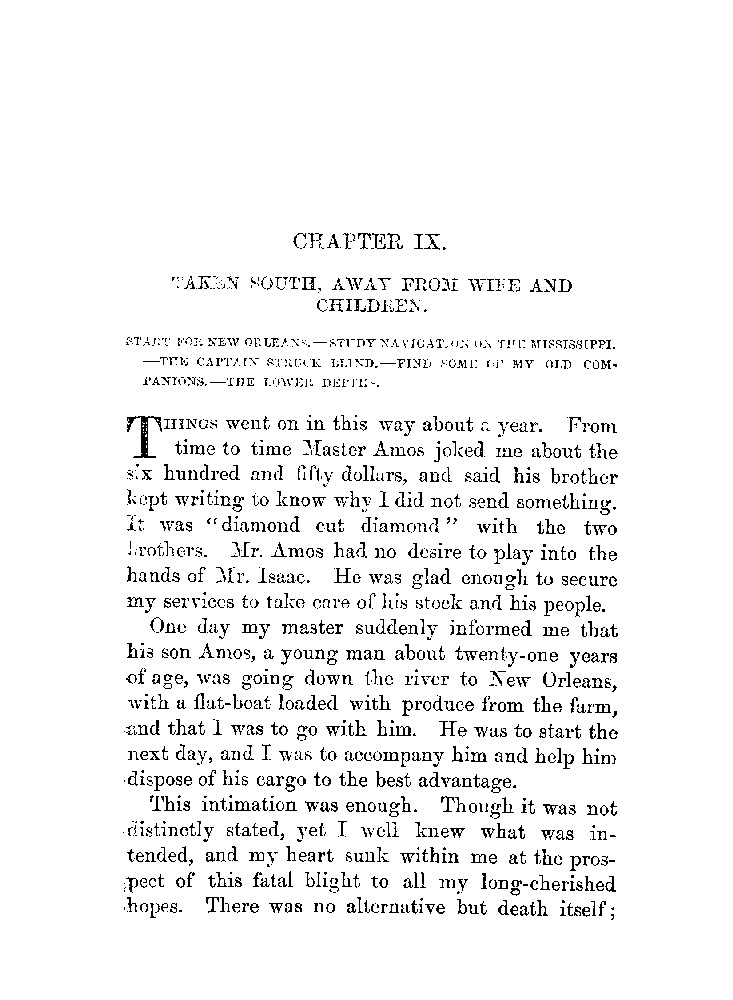 CHAPTER IX.
TAKEN SOUTH, AWAY FROM WIFE AND
CHILDREN.
START FOR NEW ORLEANS.—STUDY NAVIGATION ON THE MISSISSIPPI.
—THE CAPTAIN STRUCK BLIND.—FIND SOME OF MY OLD COM-
PANIONS.—THE LOWER DEPTHS.
THINGS went on in this way about a year. From
time to time Master Amos joked me about the
six hundred and fifty dollars, and said his brother
kept writing to know why I did not send something.
It was “diamond cut diamond” with the two
brothers. Mr. Amos had no desire to play into the
hands of Mr. Isaac. He was glad enough to secure
my services to take care of his stock and his people.
One day my master suddenly informed me that
his son Amos, a young man about twenty-one years
of age, was going down the river to New Orleans,
with a flat-boat loaded with produce from the farm,
and that I was to go with him. He was to start the
next day, and I was to accompany him and help him
dispose of his cargo to the best advantage.
This intimation was enough. Though it was not
distinctly stated, yet I well knew what was in-
tended, and my heart sunk within me at the pros-
pect of this fatal blight to all my long-cherished
hopes. There was no alternative but death itself;